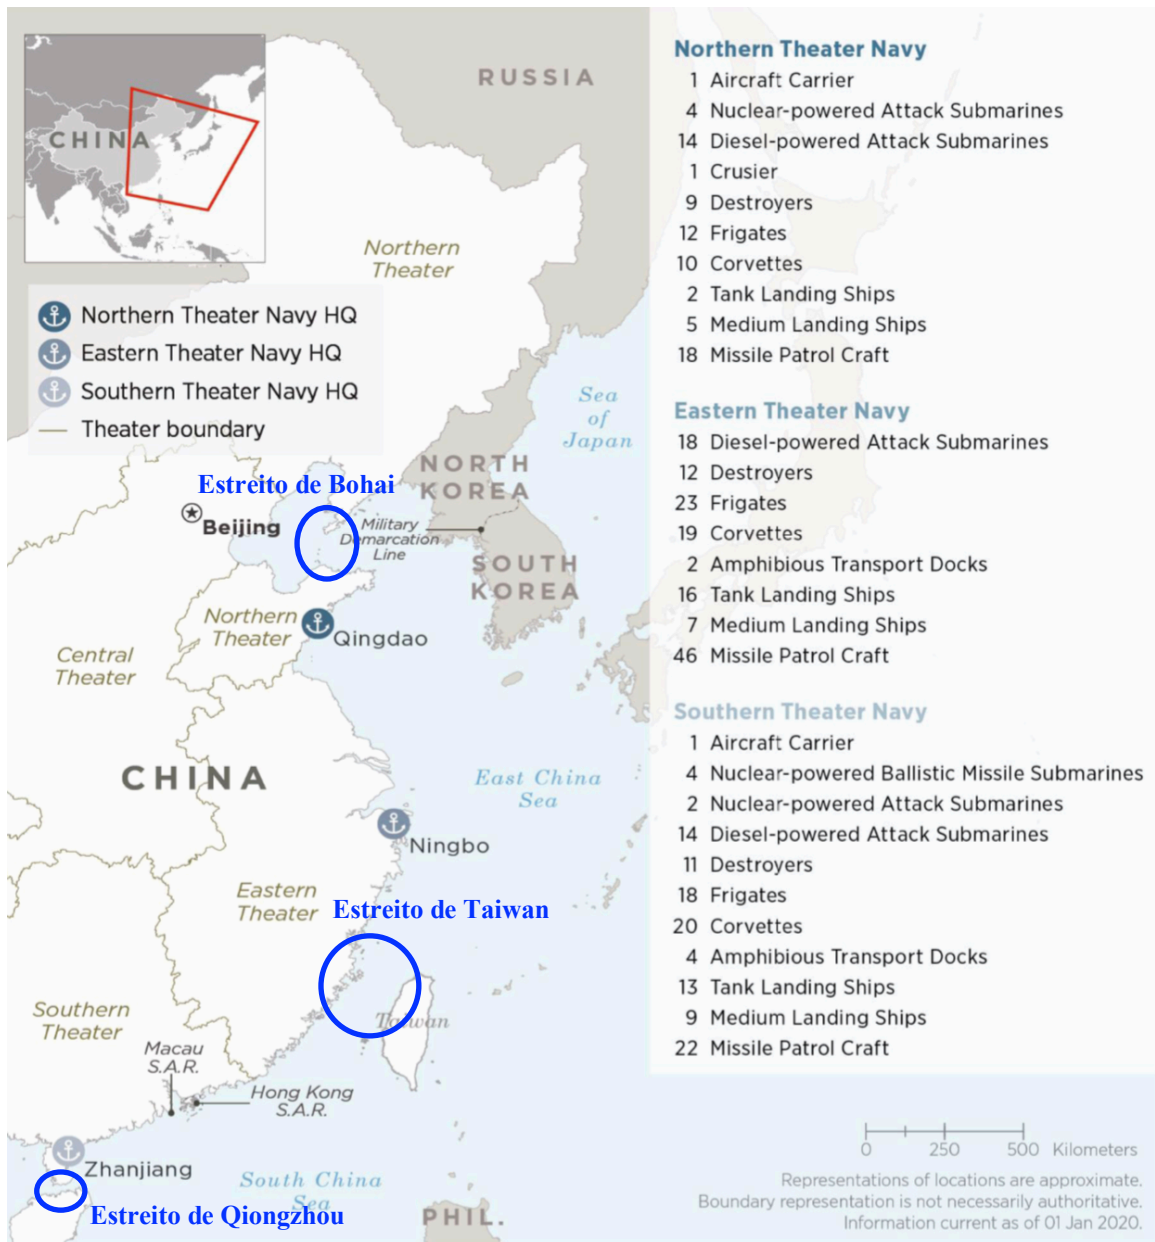 RUSSIA
CHINA
Northern
Theater
Northern Theater Navy HQ
Eastern Theater Navy HQ
Southern Theater Navy HQ
Theater boundary
Sea
of
Japan
NORTH
KOREA
Estreito de Bohai
Beijing
Military
Demarcation
Line
SOUTH
KOREA
Northern
Theater
Qingdao
Central
Theater
CHINA
East China
Sea
Ningbo
Eastern
Theater
Estreito de Taiwan
Taiwan
Southern
Theater
Macau
S.A.R.
Hong Kong
S.A.R.
Zhanjiang
South China
Sea
Estreito de Qiongzhou
PHIL.
Northern Theater Navy
1 Aircraft Carrier
4 Nuclear-powered Attack Submarines
14 Diesel-powered Attack Submarines
1 Crusier
9 Destroyers
12 Frigates
10 Corvettes
2 Tank Landing Ships
5 Medium Landing Ships
18 Missile Patrol Craft
Eastern Theater Navy
18 Diesel-powered Attack Submarines
12 Destroyers
23 Frigates
19 Corvettes
2 Amphibious Transport Docks
16 Tank Landing Ships
7 Medium Landing Ships
46 Missile Patrol Craft
Southern Theater Navy
1 Aircraft Carrier
4 Nuclear-powered Ballistic Missile Submarines
2 Nuclear-powered Attack Submarines
14 Diesel-powered Attack Submarines
11 Destroyers
18 Frigates
20 Corvettes
4 Amphibious Transport Docks
13 Tank Landing Ships
9 Medium Landing Ships
22 Missile Patrol Craft
0 250 500 Kilometers
Representations of locations are approximate.
Boundary representation is not necessarily authoritative.
Information current as of 01 Jan 2020.